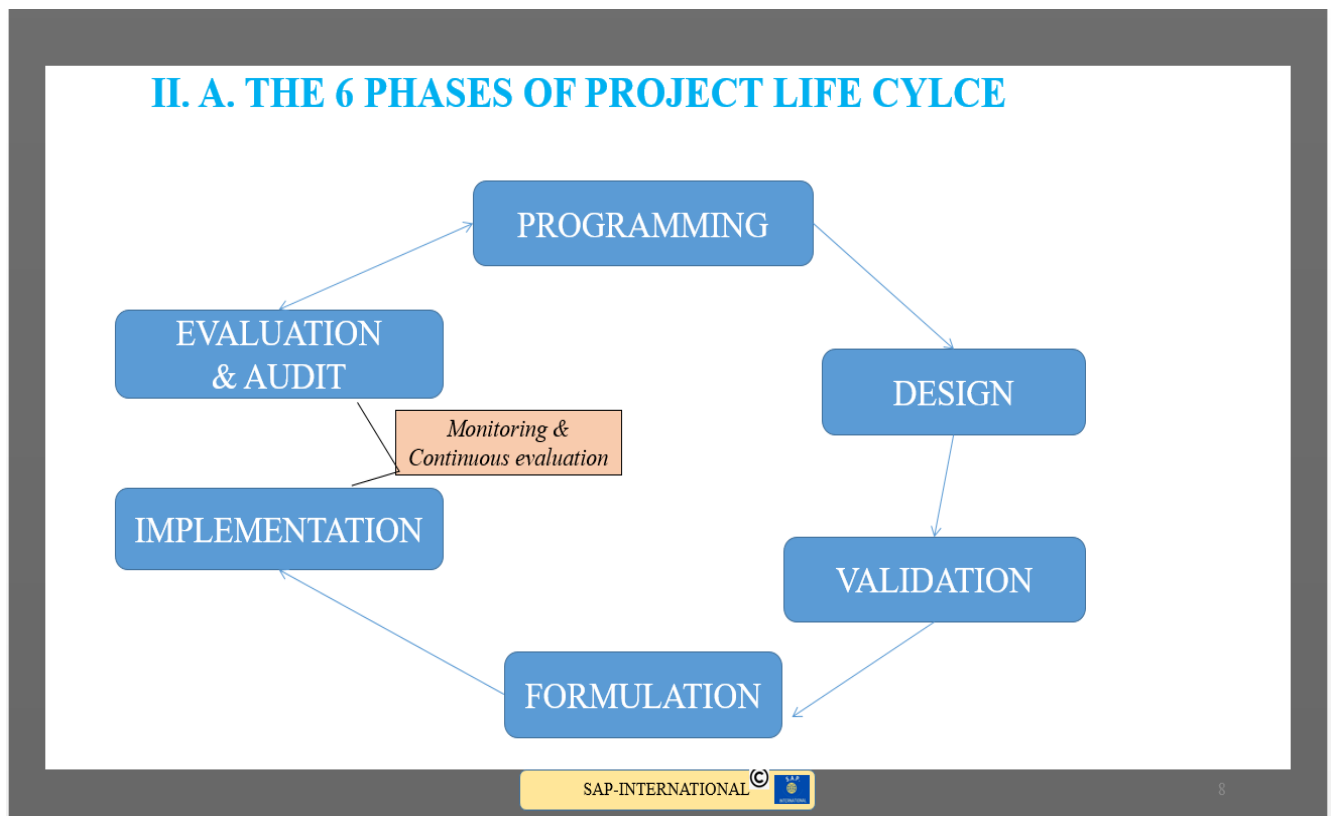 II. A. THE 6 PHASES OF PROJECT LIFE CYLCE
PROGRAMMING
EVALUATION
& AUDIT
DESIGN
Monitoring &
Continuous evaluation
IMPLEMENTATION
VALIDATION
FORMULATION
SAP-INTERNATIONAL©
S.A.P.
INTERNATIONAL
8